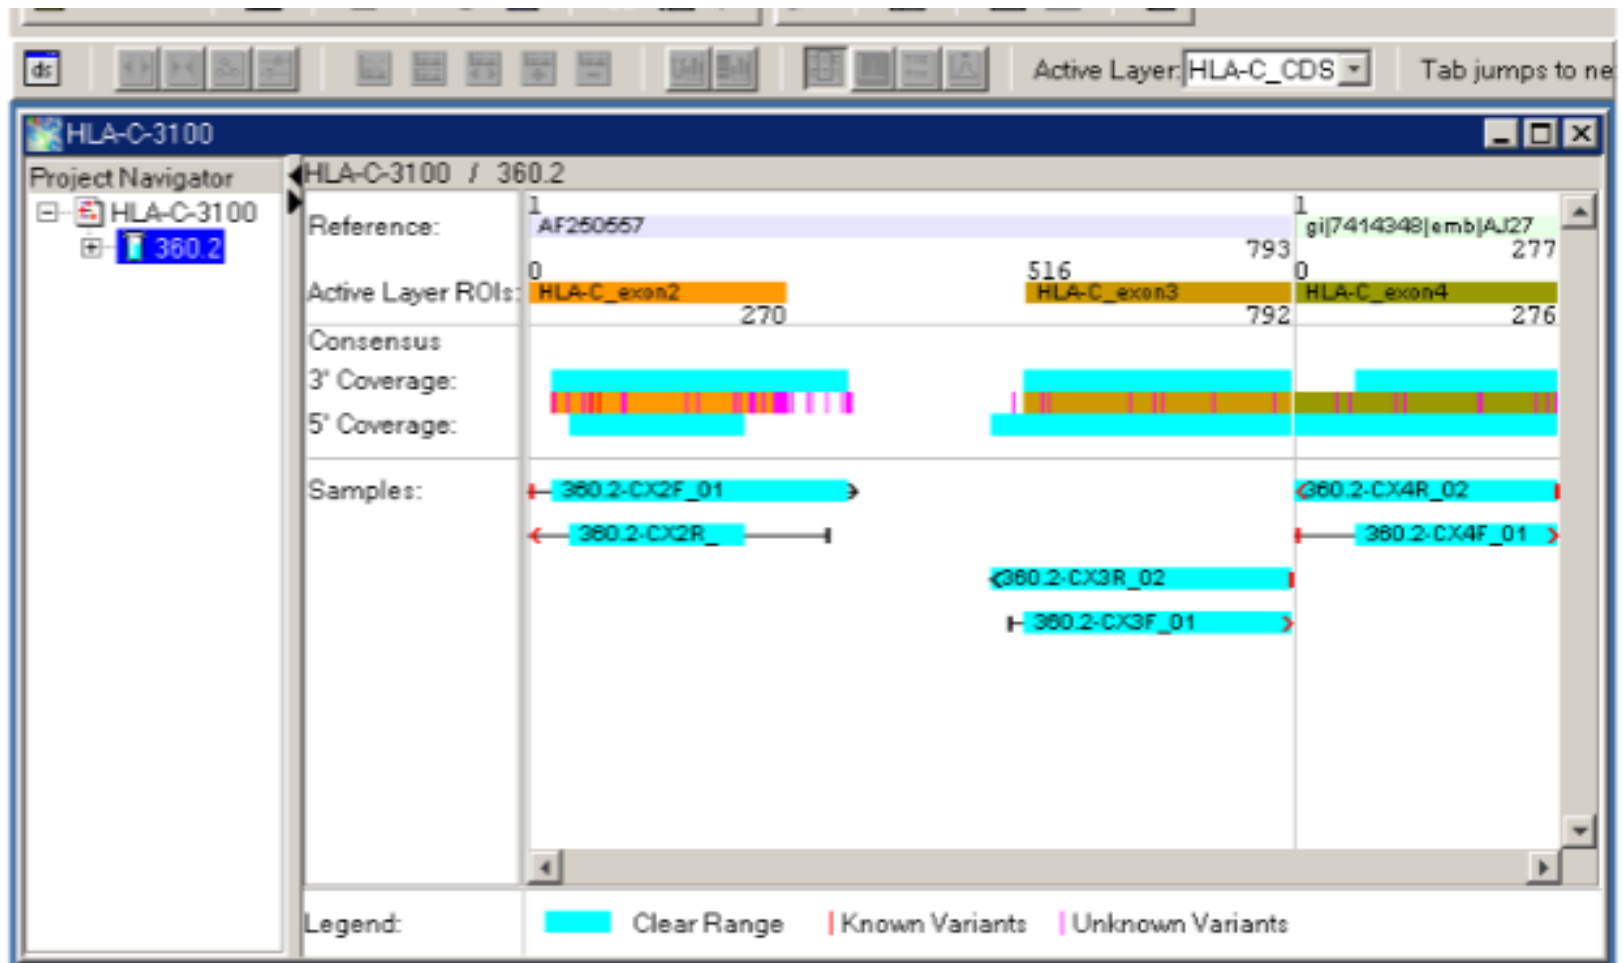 ds Active Layer: HLA-C_CDS Tab jumps to ne
HLA-C-3100
Project Navigator
HLA-C-3100
360.2
HLA-C-3100 / 360.2
1 1
Reference: AF250557 gi|7414348|emb|AJ27
793 277
0 516 0
Active Layer ROIs: HLA-C_exon2 HLA-C_exon3 HLA-C_exon4
270 792 276
Consensus
3' Coverage:
5' Coverage:
Samples: 360.2-CX2F_01 360.2-CX4R_02
360.2-CX2R_ 360.2-CX4F_01
360.2-CX3R_02
360.2-CX3F_01
Legend: Clear Range Known Variants Unknown Variants